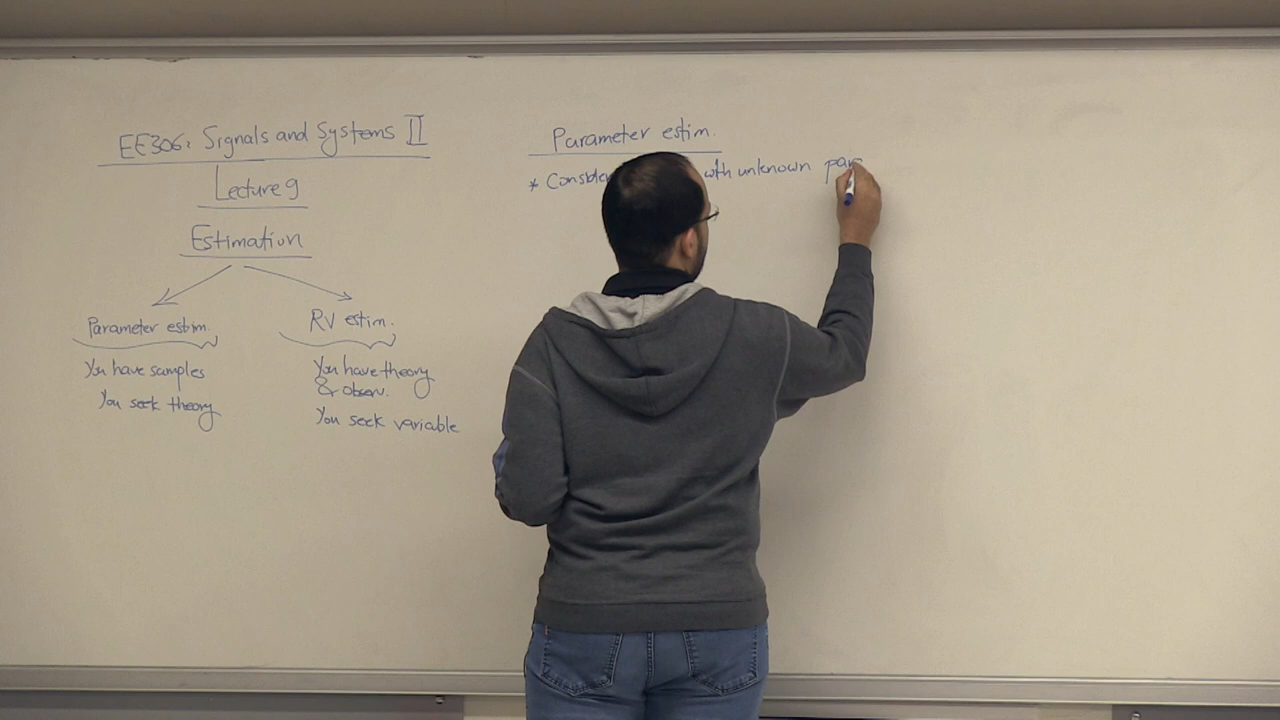 EE306: Signals and Systems II
Lecture 9
Estimation
Parameter estim.
You have samples
You seek theory
RV estim.
You have theory
& observ.
You seek variable
Parameter estim.
* Consider with unknown para